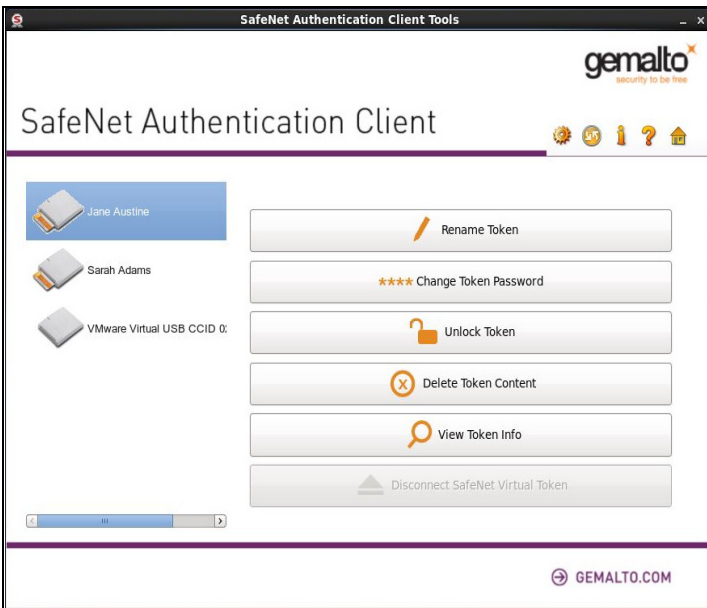 SafeNet Authentication Client Tools
gemalto
security to be free
SafeNet Authentication Client
Jane Austine
Sarah Adams
VMware Virtual USB CCID 0
Rename Token
**** Change Token Password
Unlock Token
Delete Token Content
View Token Info
Disconnect SafeNet Virtual Token
GEMALTO.COM